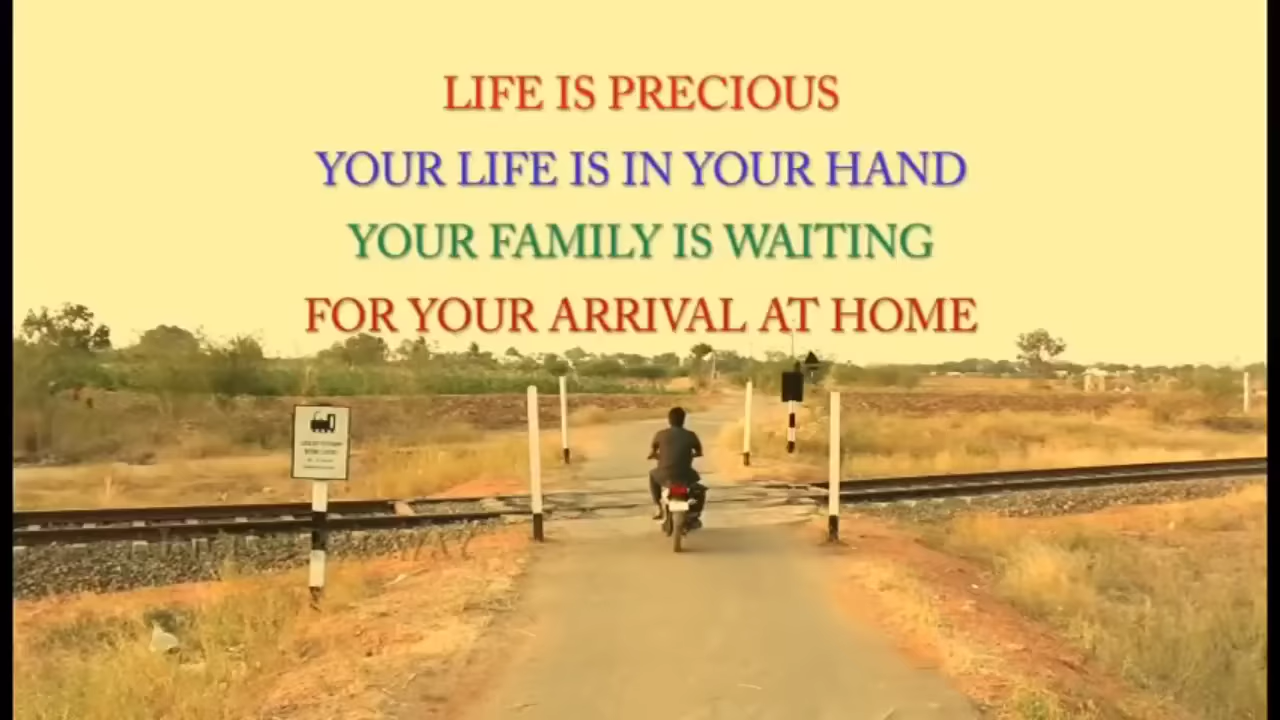 LIFE IS PRECIOUS
YOUR LIFE IS IN YOUR HAND
YOUR FAMILY IS WAITING
FOR YOUR ARRIVAL AT HOME